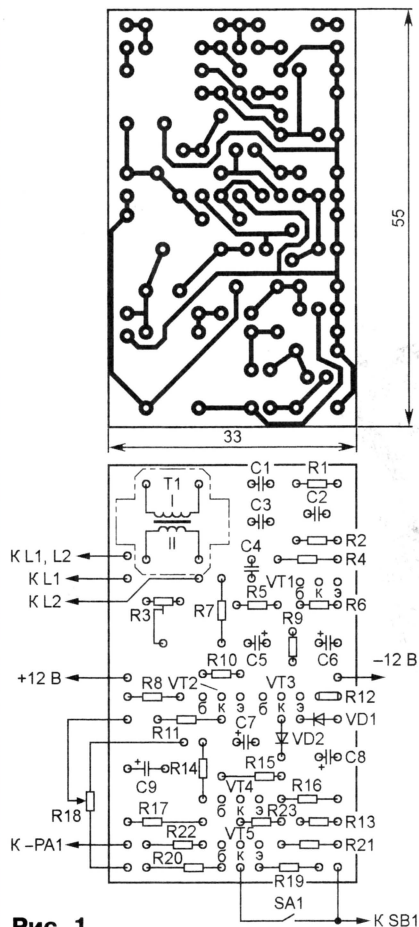 55
33
T1
I
II
C1
R1
C3
C2
R2
R4
C4
VT1
б К Э
К L1, L2
К L1
К L2
R3
R7
R5
R6
R9
C5
C6
R10
+12 В
–12 В
VT2
VT3
R8
б К Э б К Э
R12
R11
C7
VD1
VD2
R14
R15
C8
C9
VT4
R16
R18
R17
б К Э
R23
R13
VT5
К –PA1
R22
б К Э
R21
R20
R19
SA1
К SB1
Рис. 1